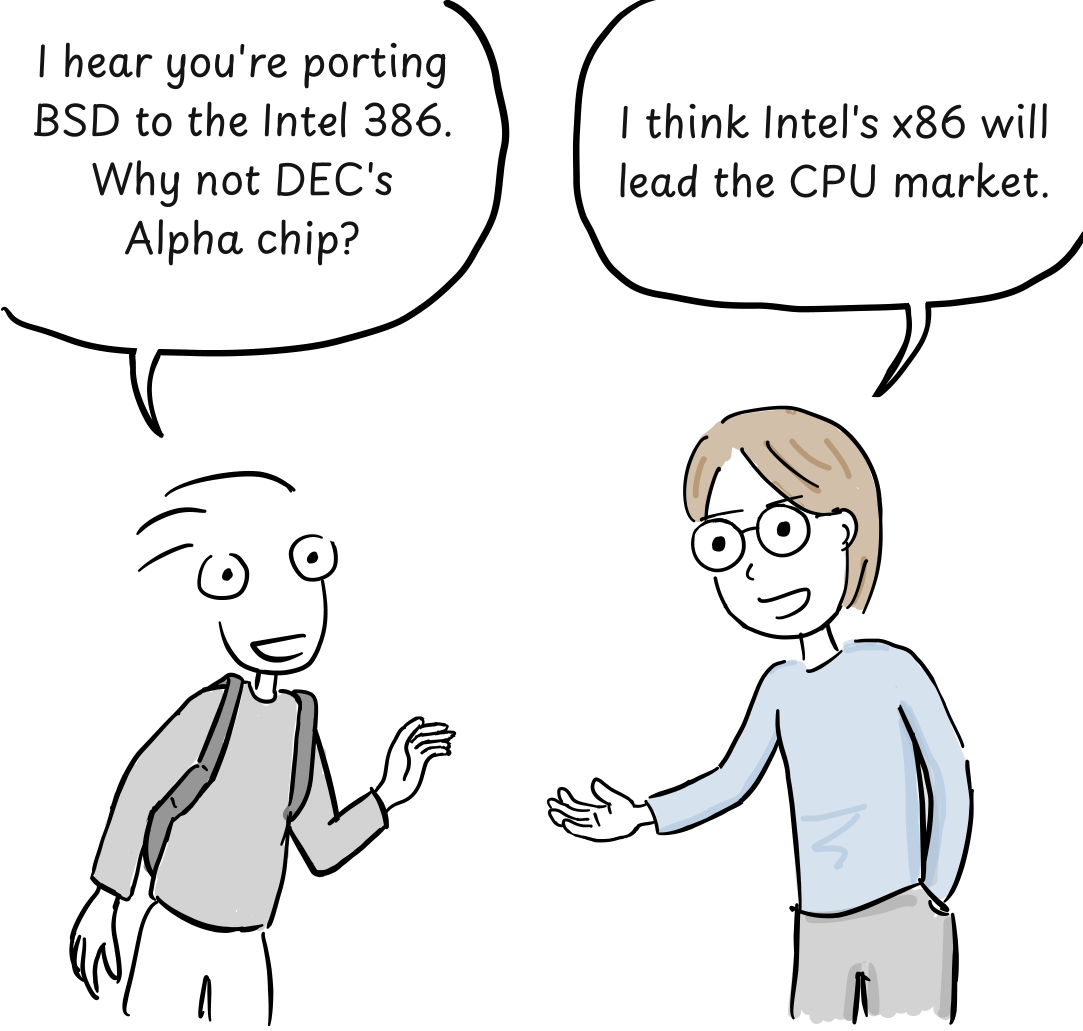 I hear you're porting
BSD to the Intel 386.
Why not DEC's
Alpha chip?
I think Intel's x86 will
lead the CPU market.